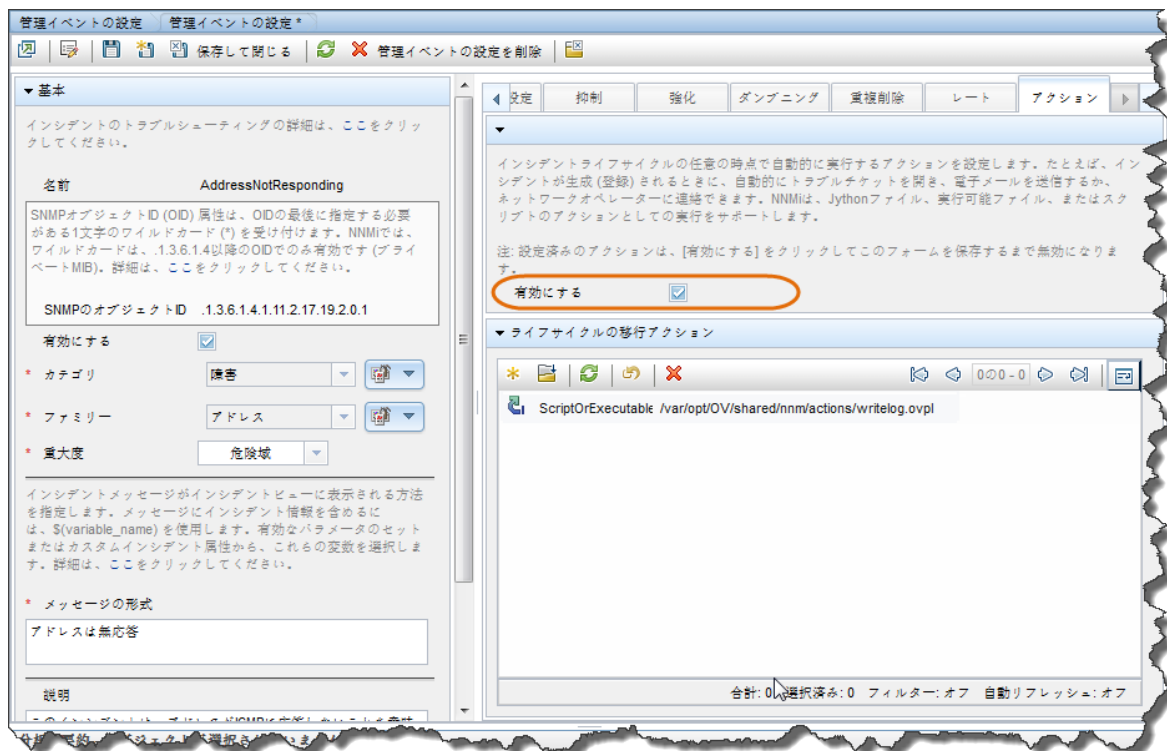 管理イベントの設定 管理イベントの設定 *
保存して閉じる 管理イベントの設定を削除
基本
インシデントのトラブルシューティングの詳細は、ここをクリッ
クしてください。
名前 AddressNotResponding
SNMPオブジェクトID (OID) 属性は、OIDの最後に指定する必要
がある1文字のワイルドカード (*) を受け付けます。NNMiでは、
ワイルドカードは、.1.3.6.1.4以降のOIDでのみ有効です (プライ
ベートMIB)。詳細は、ここをクリックしてください。
SNMPのオブジェクトID .1.3.6.1.4.1.11.2.17.19.2.0.1
有効にする
* カテゴリ 障害
* ファミリー アドレス
* 重大度 危険域
インシデントメッセージがインシデントビューに表示される方法
を指定します。メッセージにインシデント情報を含めるに
は、$(variable_name) を使用します。有効なパラメータのセット
またはカスタムインシデント属性から、これらの変数を選択しま
す。詳細は、ここをクリックしてください。
* メッセージの形式
アドレスは無応答
説明
設定 抑制 強化 ダンプニング 重複削除 レート アクション
インシデントライフサイクルの任意の時点で自動的に実行するアクションを設定します。たとえば、イン
シデントが生成 (登録) されるときに、自動的にトラブルチケットを開き、電子メールを送信するか、
ネットワークオペレーターに連絡できます。NNMiは、Jythonファイル、実行可能ファイル、またはスク
リプトのアクションとしての実行をサポートします。
注: 設定済みのアクションは、[有効にする] をクリックしてこのフォームを保存するまで無効になりま
す。
有効にする
ライフサイクルの移行アクション
0の0 - 0
ScriptOrExecutable /var/opt/OV/shared/nnm/actions/writelog.ovpl
合計: 0 選択済み: 0 フィルター: オフ 自動リフレッシュ: オフ